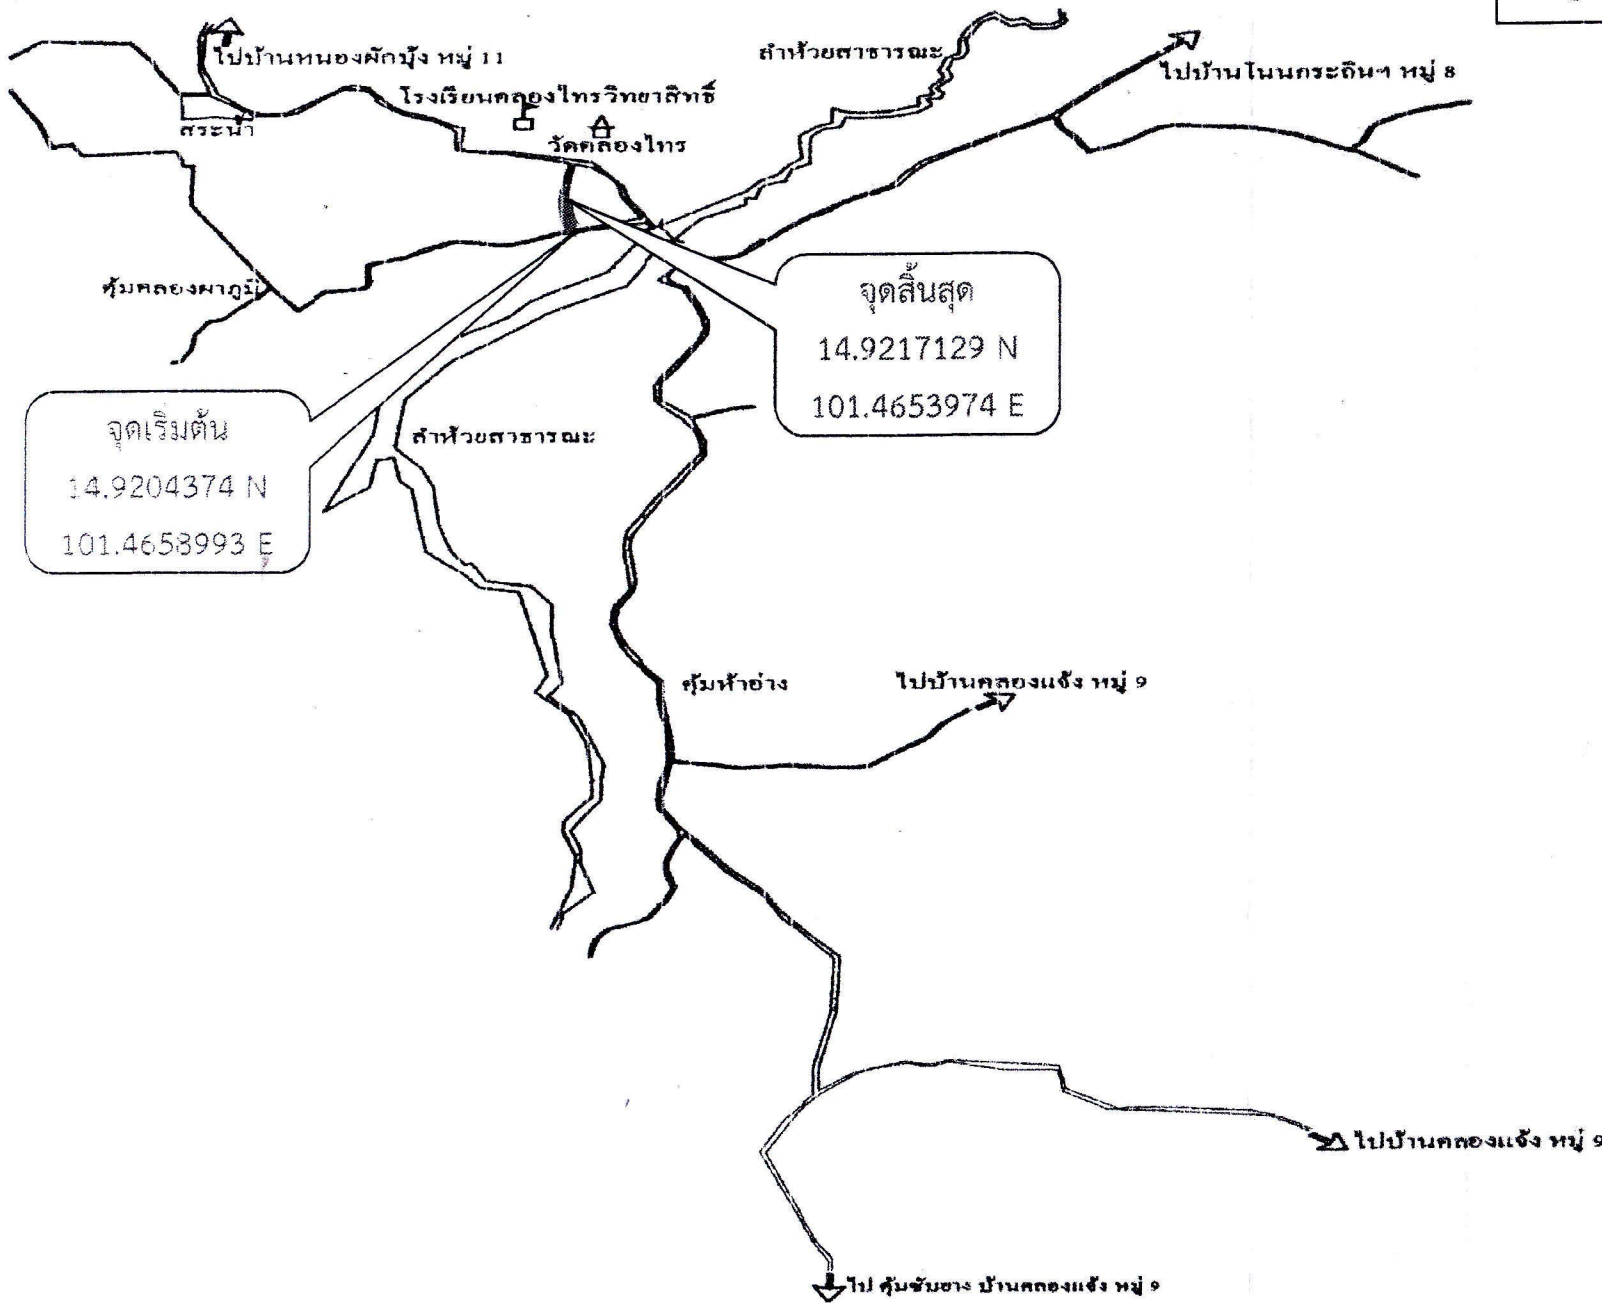 ไปบ้านหนองผักบุ้ง หมู่ 11
ลำห้วยสาธารณะ
ไปบ้านโนนกระถินฯ หมู่ 8
โรงเรียนคลองไทรวิทยาสิทธิ์
สระน้ำ
วัดคลองไทร
คุ้มคลองผาภูมิ
จุดสิ้นสุด
14.9217129 N
101.4653974 E
จุดเริ่มต้น
14.9204374 N
101.4658993 E
ลำห้วยสาธารณะ
คุ้มห้าอ่าง
ไปบ้านคลองแจ้ง หมู่ 9
ไปบ้านคลองแจ้ง หมู่ 9
ไป คุ้มซับยาง บ้านคลองแจ้ง หมู่ 9